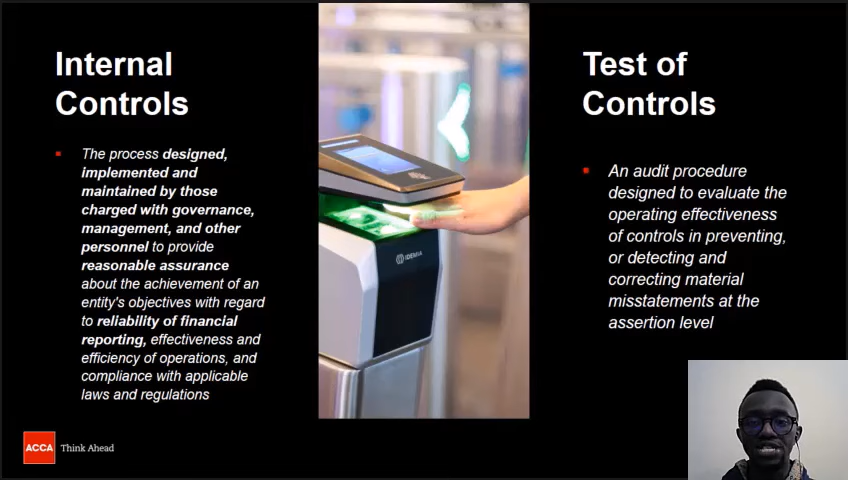 Internal
Controls
The process designed,
implemented and
maintained by those
charged with governance,
management, and other
personnel to provide
reasonable assurance
about the achievement of an
entity's objectives with regard
to reliability of financial
reporting, effectiveness and
efficiency of operations, and
compliance with applicable
laws and regulations
IDEMIA
Test of
Controls
An audit procedure
designed to evaluate the
operating effectiveness
of controls in preventing,
or detecting and
correcting material
misstatements at the
assertion level
ACCA Think Ahead